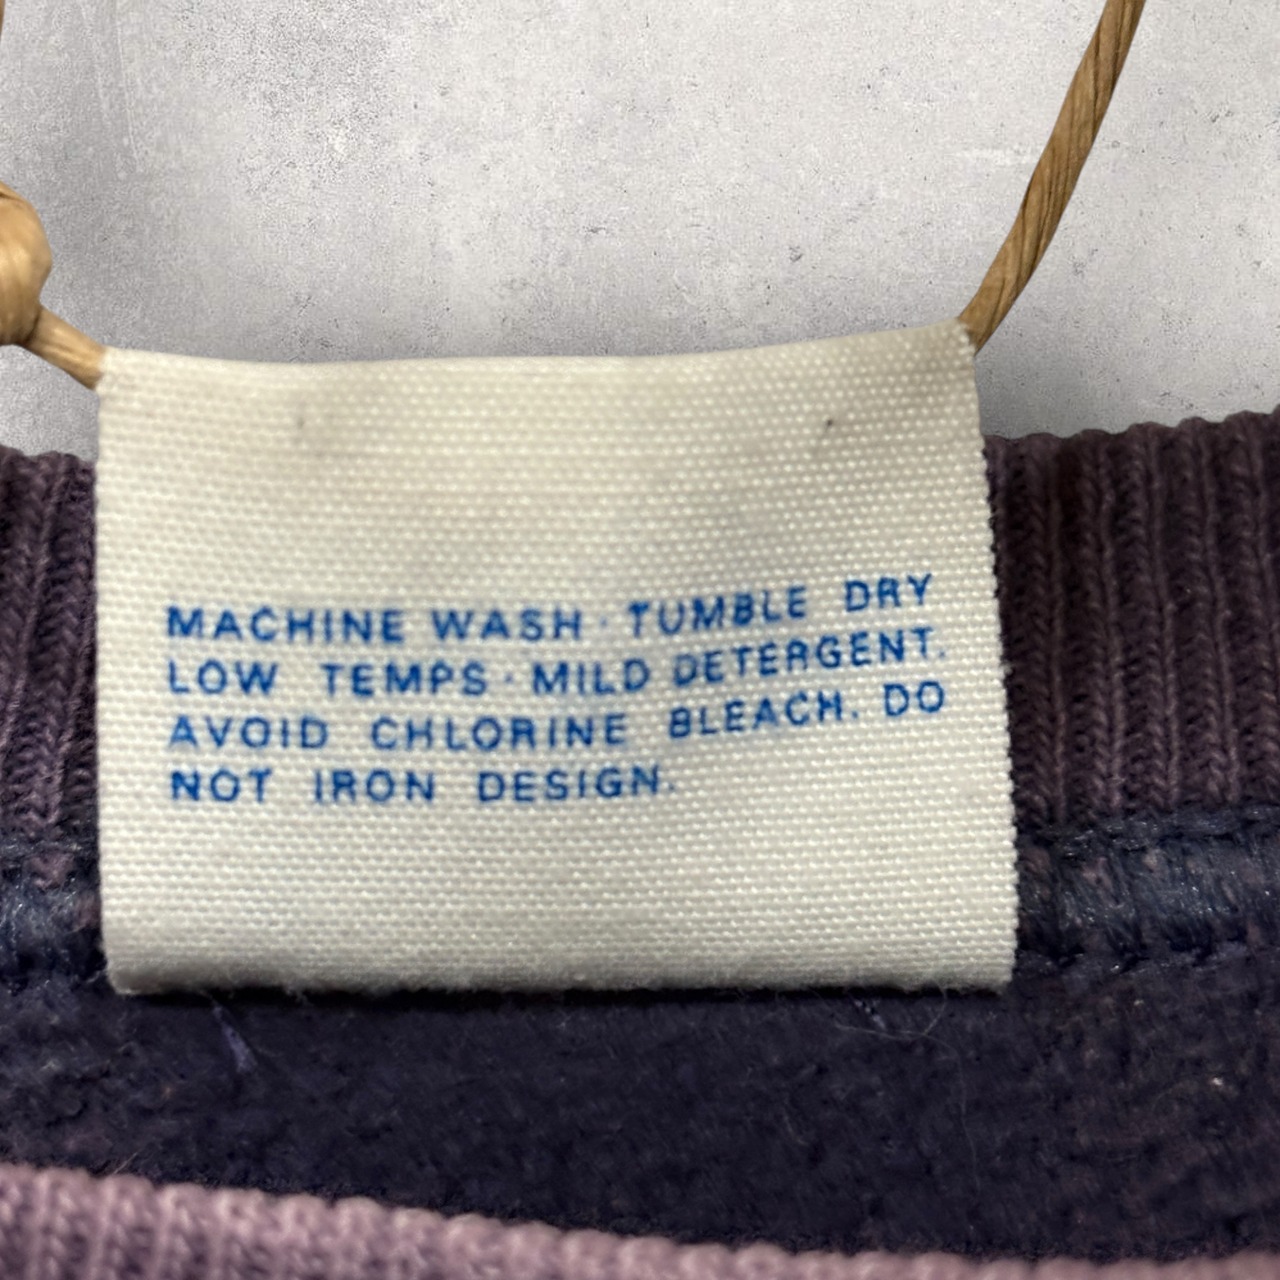 MACHINE WASH · TUMBLE DRY
LOW TEMPS · MILD DETERGENT.
AVOID CHLORINE BLEACH. DO
NOT IRON DESIGN.